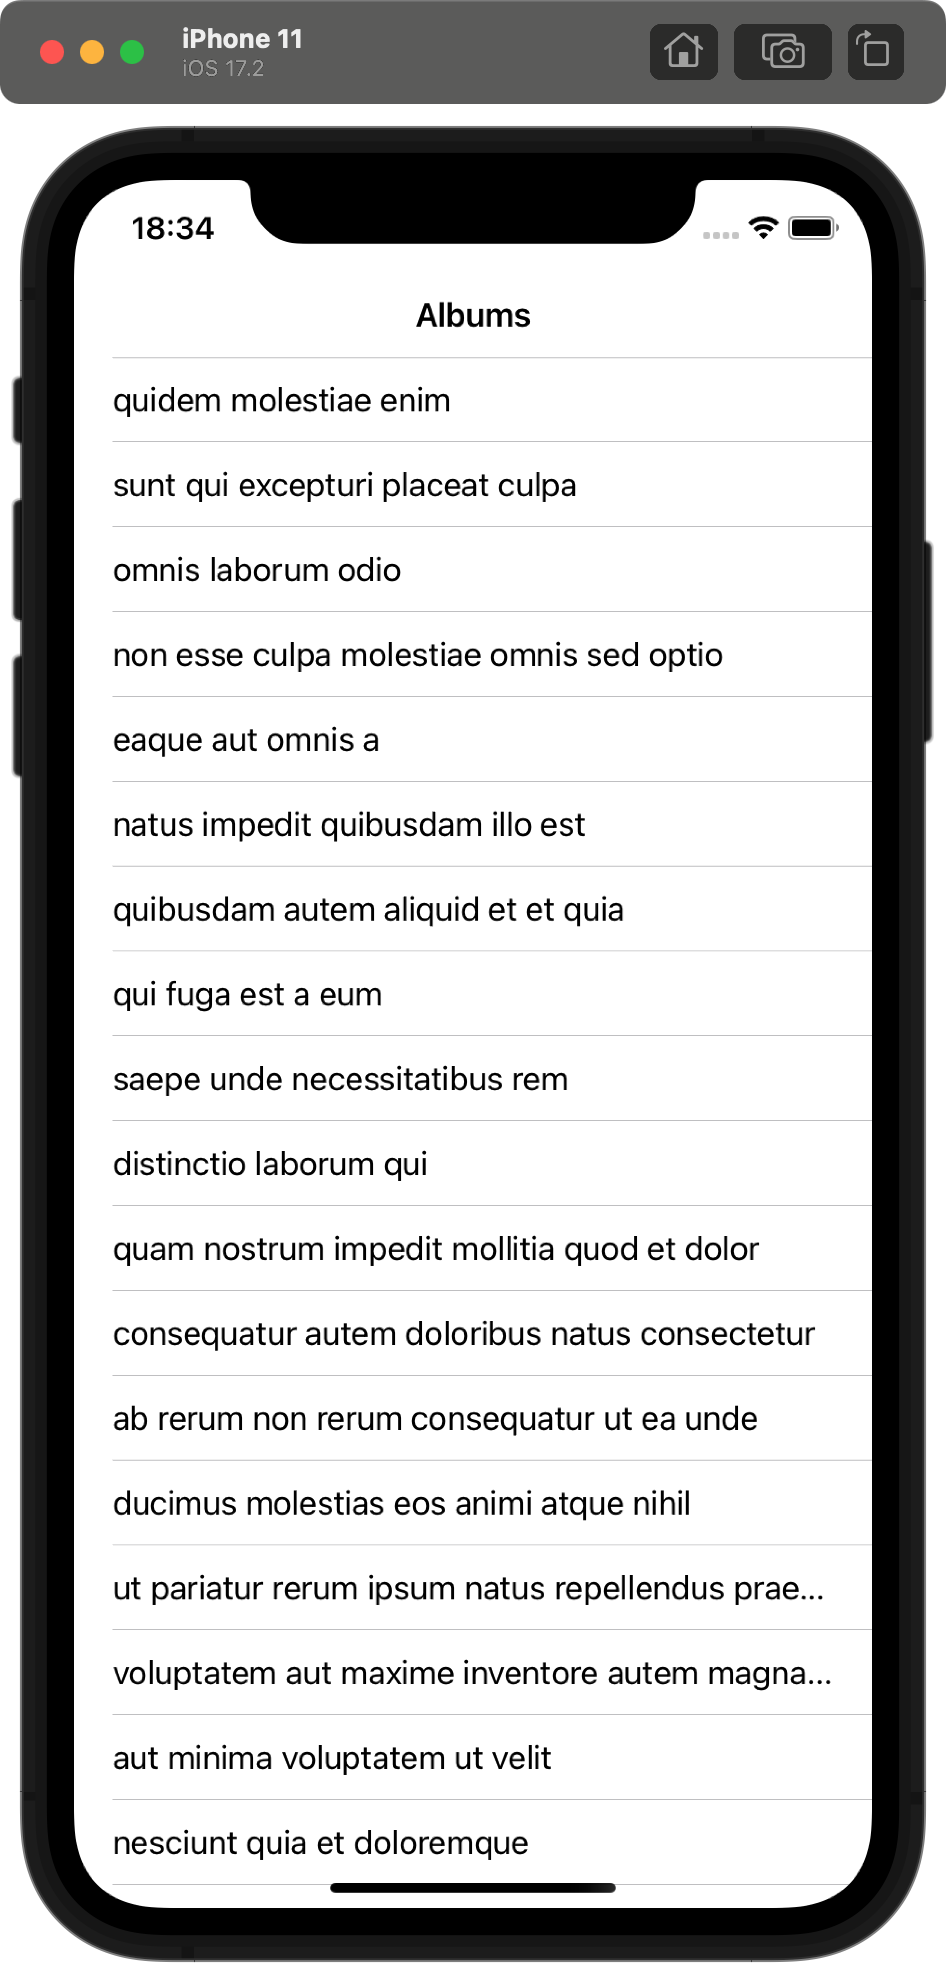 iPhone 11
iOS 17.2
18:34
Albums
quidem molestiae enim
sunt qui excepturi placeat culpa
omnis laborum odio
non esse culpa molestiae omnis sed optio
eaque aut omnis a
natus impedit quibusdam illo est
quibusdam autem aliquid et et quia
qui fuga est a eum
saepe unde necessitatibus rem
distinctio laborum qui
quam nostrum impedit mollitia quod et dolor
consequatur autem doloribus natus consectetur
ab rerum non rerum consequatur ut ea unde
ducimus molestias eos animi atque nihil
ut pariatur rerum ipsum natus repellendus prae...
voluptatem aut maxime inventore autem magna...
aut minima voluptatem ut velit
nesciunt quia et doloremque